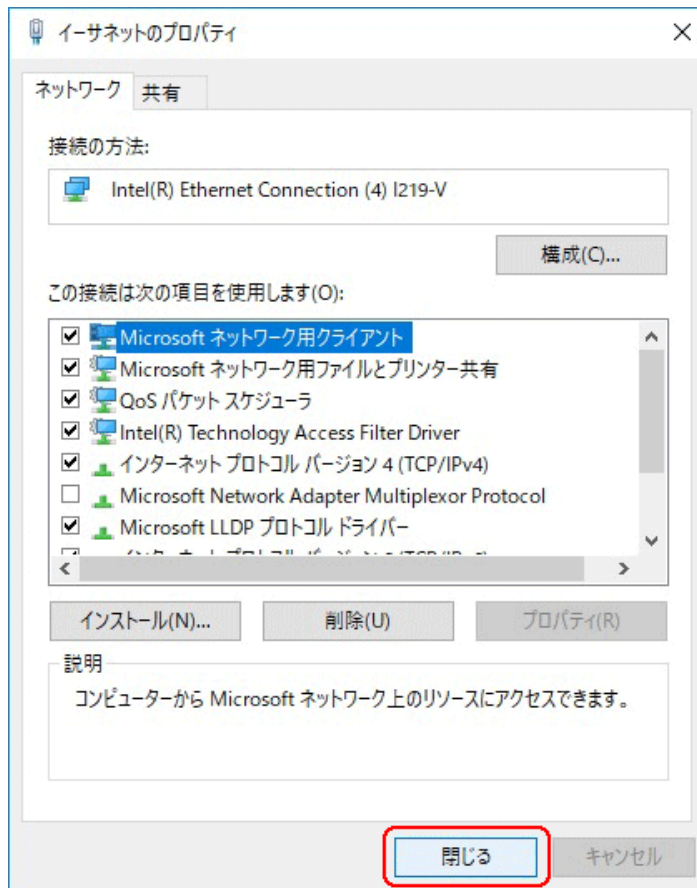 イーサネットのプロパティ
ネットワーク 共有
接続の方法:
Intel(R) Ethernet Connection (4) I219-V
構成(C)...
この接続は次の項目を使用します(O):
Microsoft ネットワーク用クライアント
Microsoft ネットワーク用ファイルとプリンター共有
QoS パケット スケジューラ
Intel(R) Technology Access Filter Driver
インターネット プロトコル バージョン 4 (TCP/IPv4)
Microsoft Network Adapter Multiplexor Protocol
Microsoft LLDP プロトコル ドライバー
インストール(N)... 削除(U) プロパティ(R)
説明
コンピューターから Microsoft ネットワーク上のリソースにアクセスできます。
閉じる キャンセル